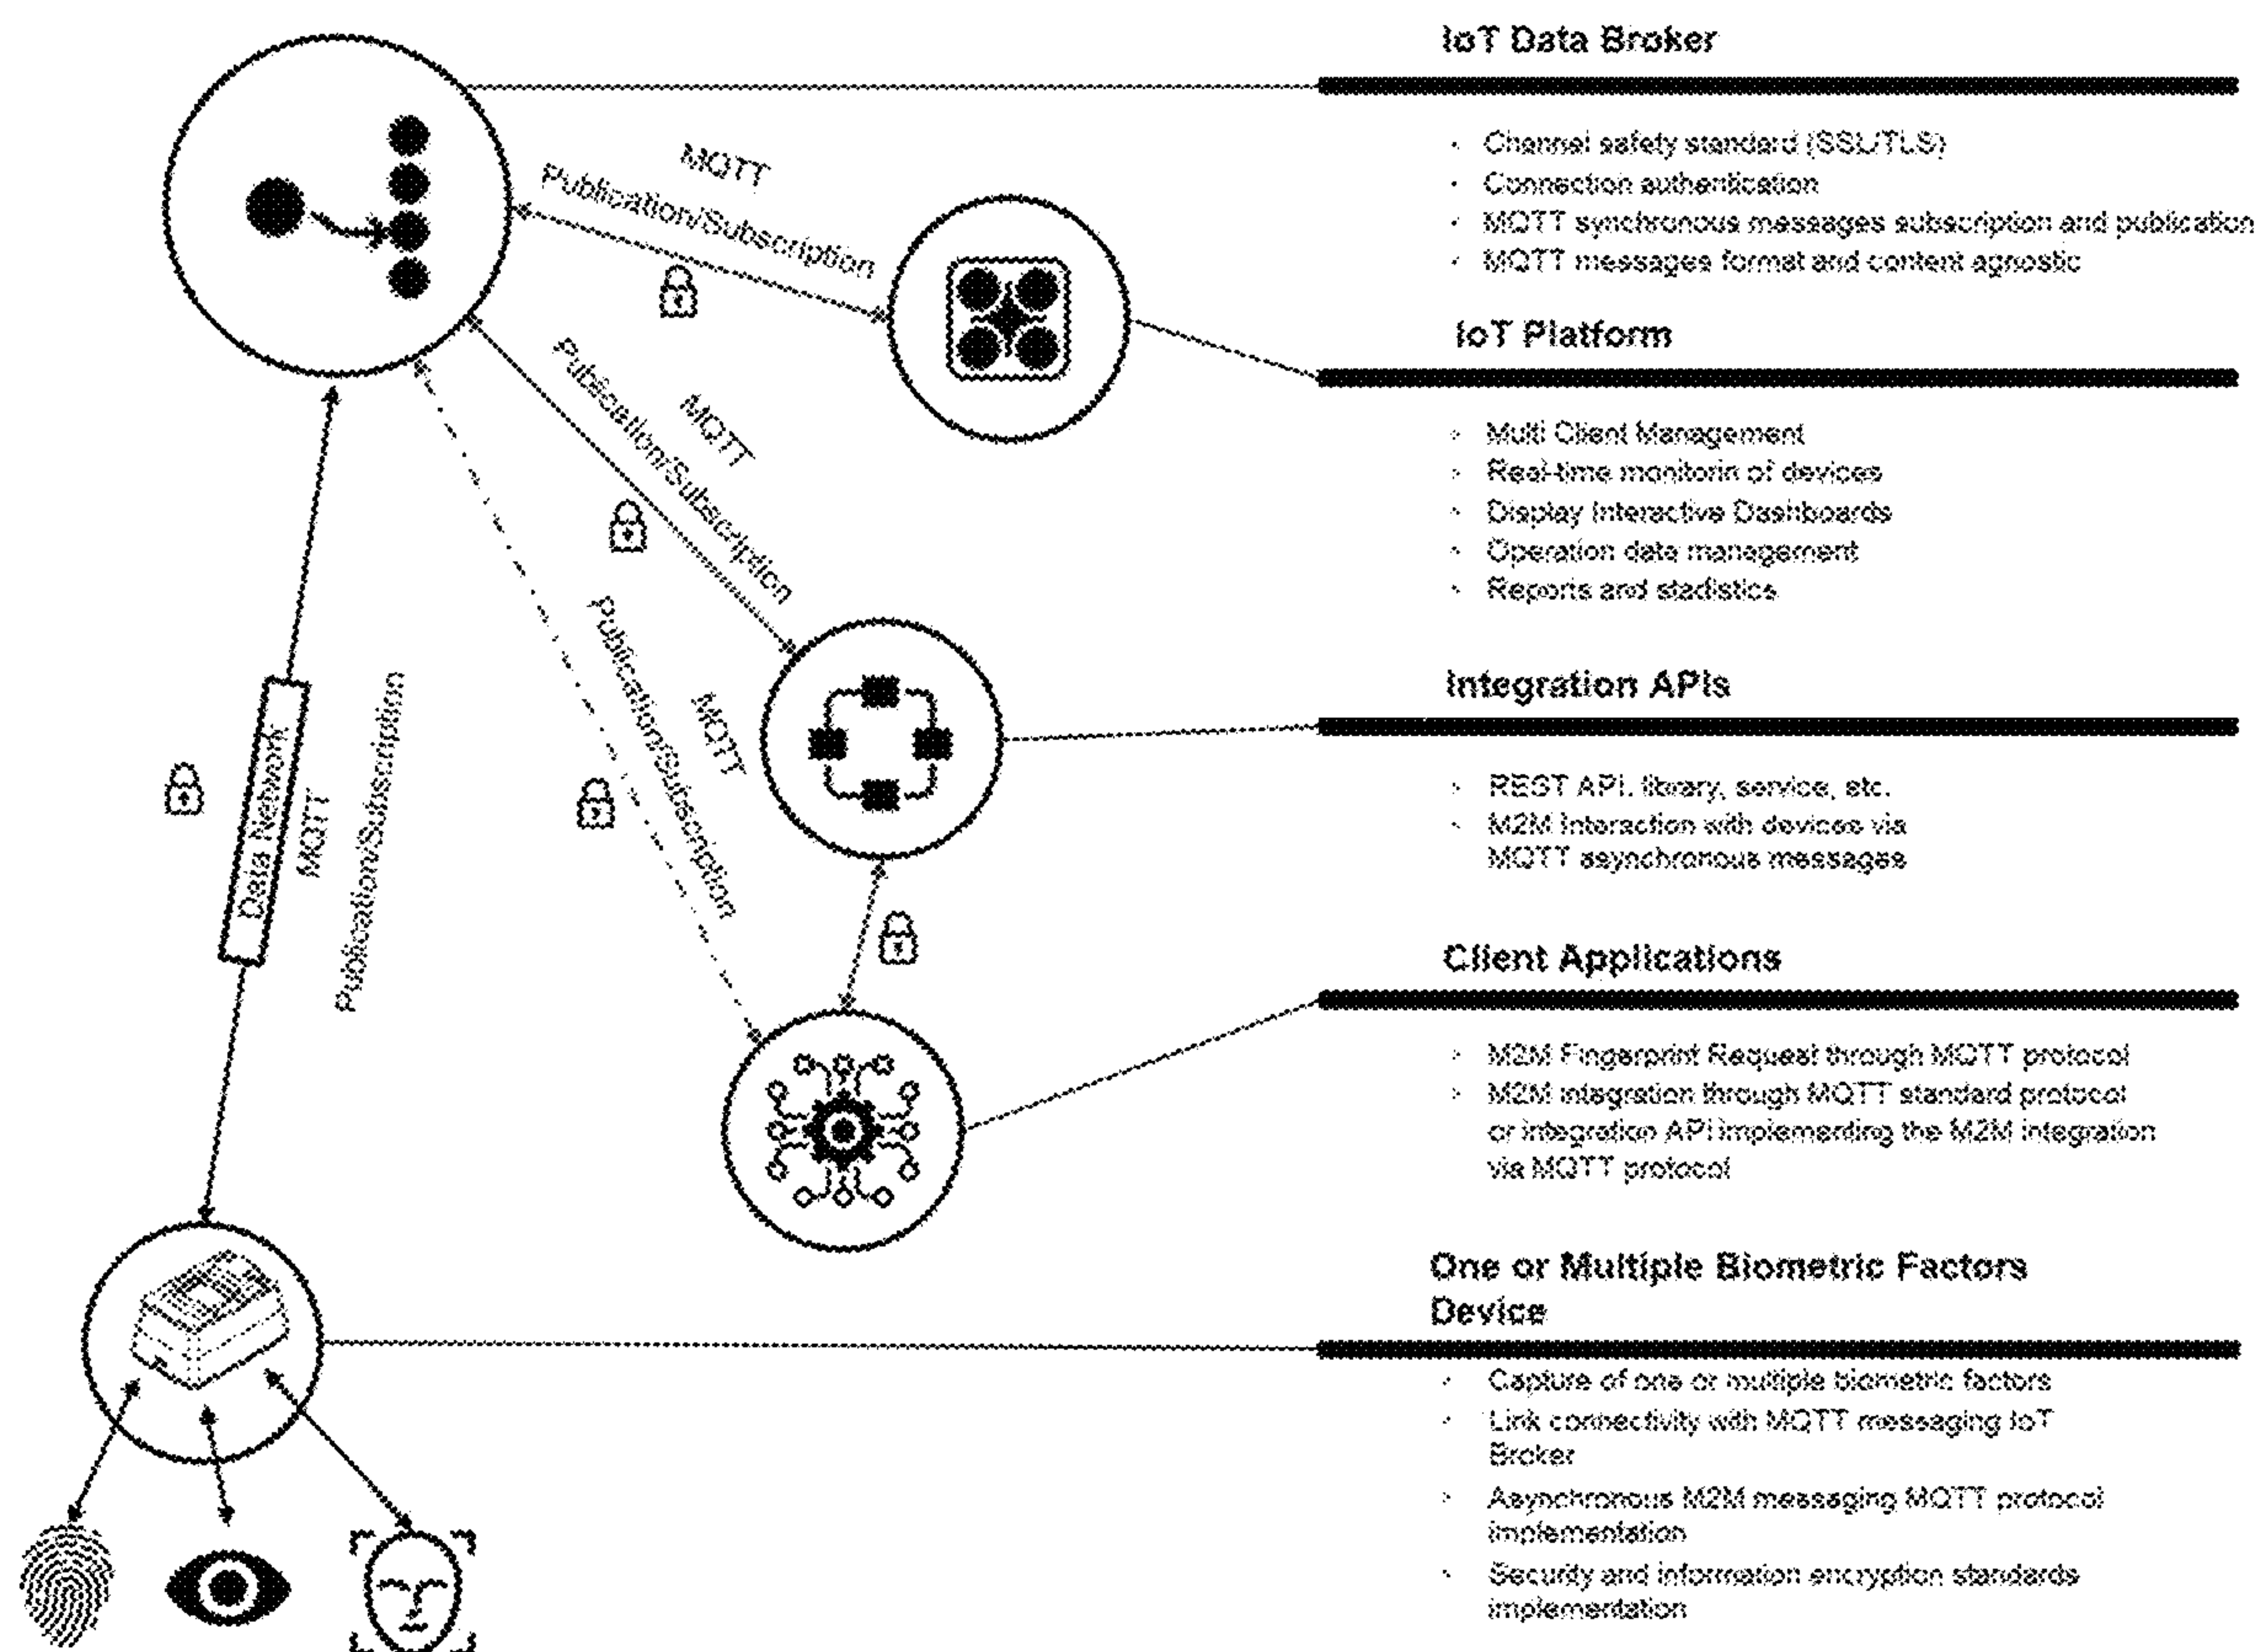 IoT Data Broker
· Channel safety standard (SSL/TLS)
· Connection authentication
· MQTT synchronous messages subscription and publication
· MQTT messages format and content agnostic
MQTT
Publication/Subscription
IoT Platform
· Multi Client Management
· Real-time monitorin of devices
· Display Interactive Dashboards
· Operation data management
· Reports and stadistics
MQTT
Publication/Subscription
Integration APIs
· REST API. library, service, etc.
· M2M Interaction with devices via
MQTT asynchronous messages
MQTT
Publication/Subscription
Data Network
MQTT
Publication/Subscription
Client Applications
· M2M Fingerprint Request through MQTT protocol
· M2M integration through MQTT standard protocol
or integration API implementing the M2M integration
via MQTT protocol
One or Multiple Biometric Factors
Device
· Capture of one or multiple biometric factors
· Link connectivity with MQTT messaging IoT
Broker
· Asynchronous M2M messaging MQTT protocol
implementation
· Security and information encryption standards
implementation